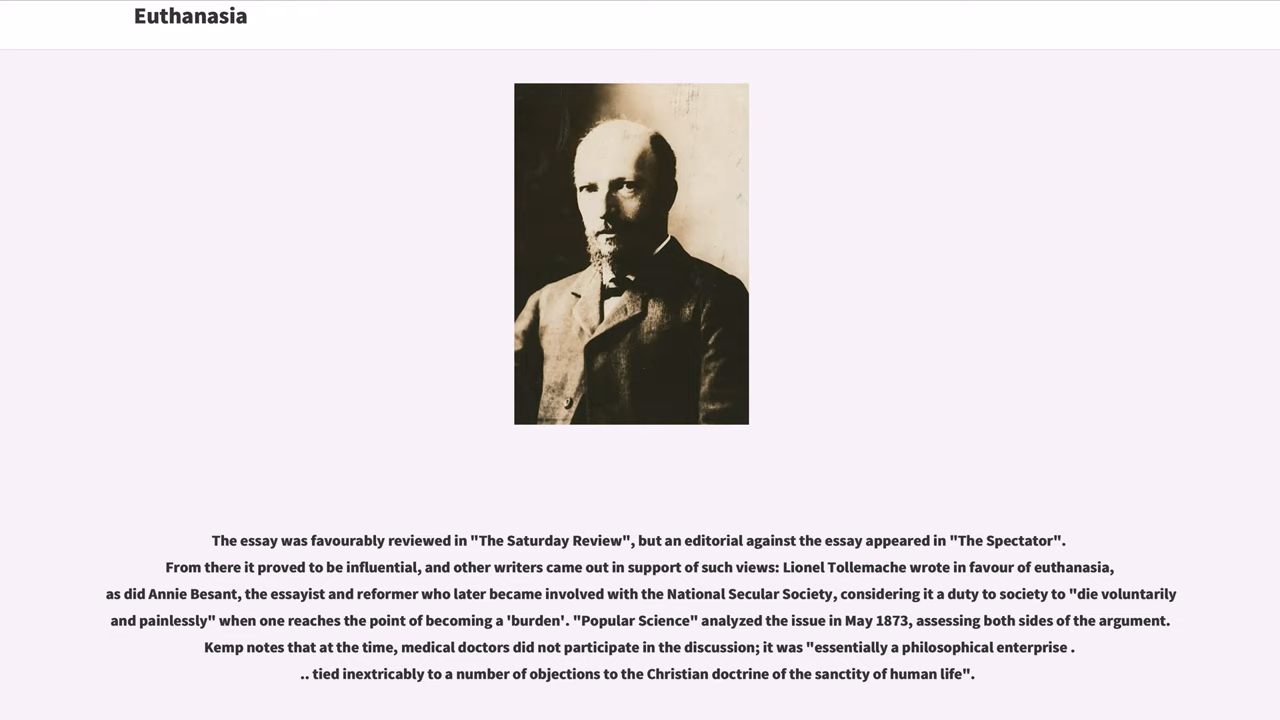 Euthanasia
The essay was favourably reviewed in "The Saturday Review", but an editorial against the essay appeared in "The Spectator".
From there it proved to be influential, and other writers came out in support of such views: Lionel Tollemache wrote in favour of euthanasia,
as did Annie Besant, the essayist and reformer who later became involved with the National Secular Society, considering it a duty to society to "die voluntarily
and painlessly" when one reaches the point of becoming a 'burden'. "Popular Science" analyzed the issue in May 1873, assessing both sides of the argument.
Kemp notes that at the time, medical doctors did not participate in the discussion; it was "essentially a philosophical enterprise .
.. tied inextricably to a number of objections to the Christian doctrine of the sanctity of human life".